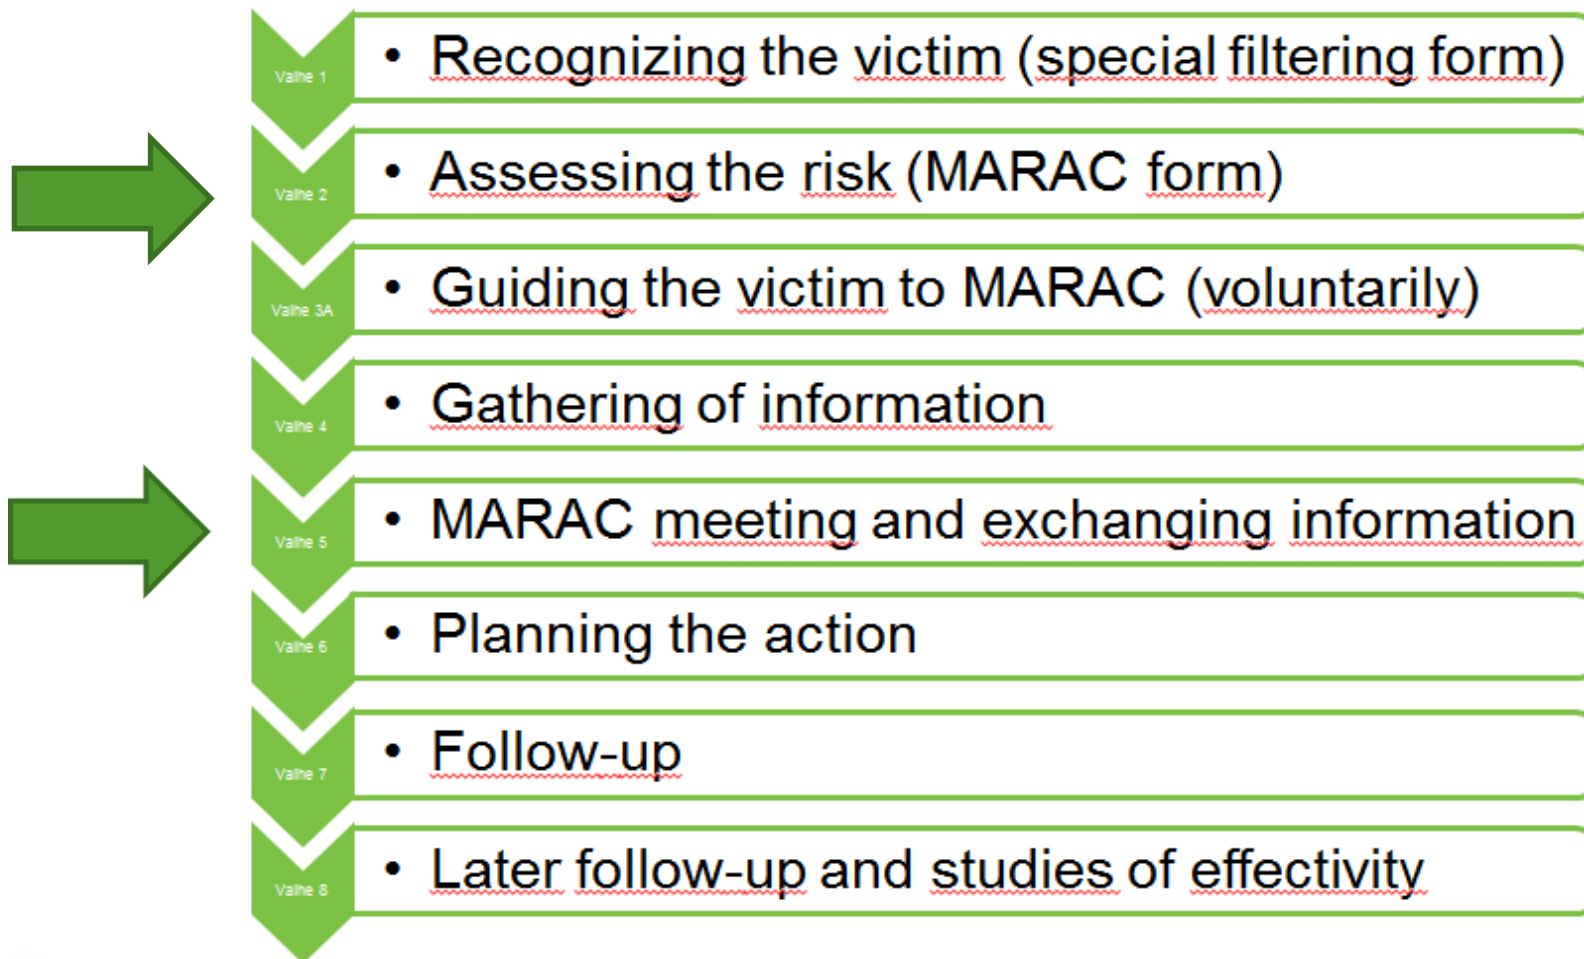 Vaihe 1
• Recognizing the victim (special filtering form)
Vaihe 2
• Assessing the risk (MARAC form)
Vaihe 3A
• Guiding the victim to MARAC (voluntarily)
Vaihe 4
• Gathering of information
Vaihe 5
• MARAC meeting and exchanging information
Vaihe 6
• Planning the action
Vaihe 7
• Follow-up
Vaihe 8
• Later follow-up and studies of effectivity